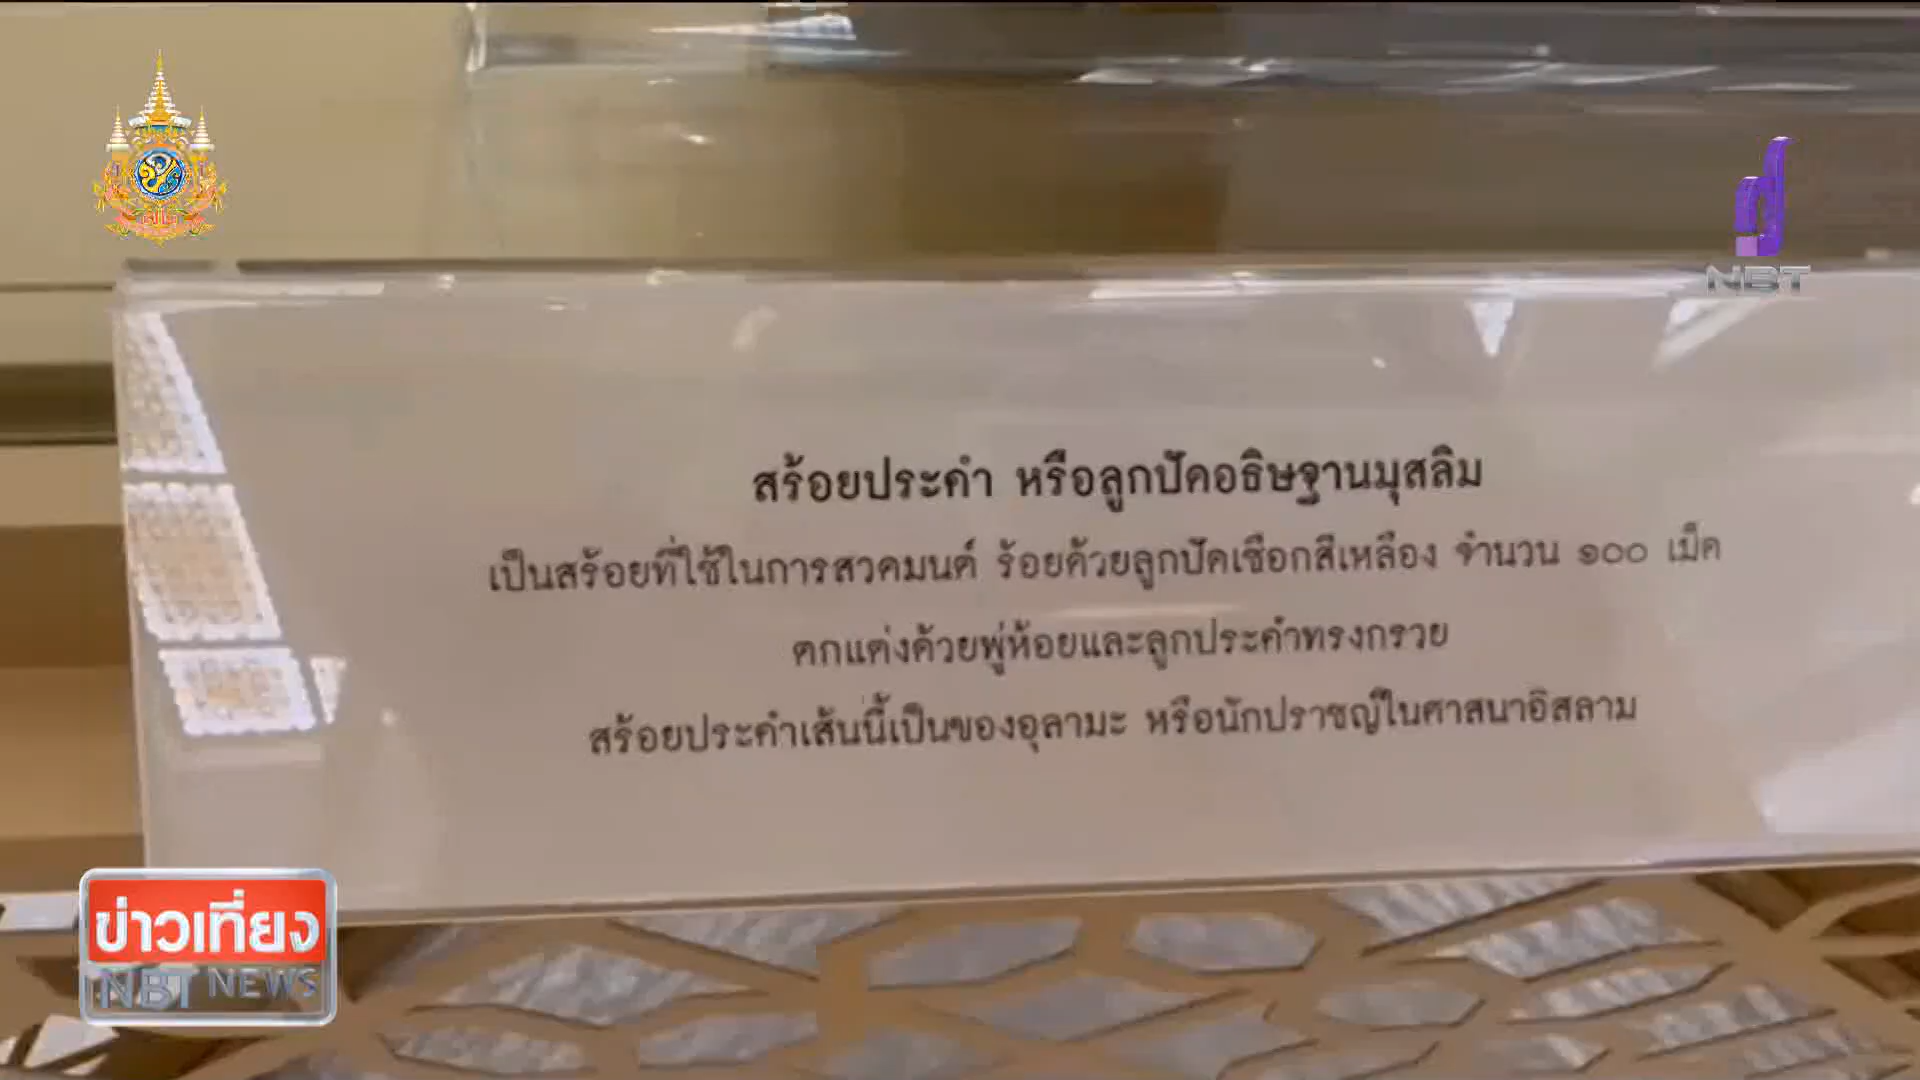 NBT
สร้อยประคำ หรือลูกปัดอธิษฐานมุสลิม
เป็นสร้อยที่ใช้ในการสวดมนต์ ร้อยด้วยลูกปัดเชือกสีเหลือง จำนวน ๑๐๐ เม็ด
ตกแต่งด้วยพู่ห้อยและลูกประคำทรงกรวย
สร้อยประคำเส้นนี้เป็นของอุลามะ หรือนักปราชญ์ในศาสนาอิสลาม
ข่าวเที่ยง
NBT NEWS